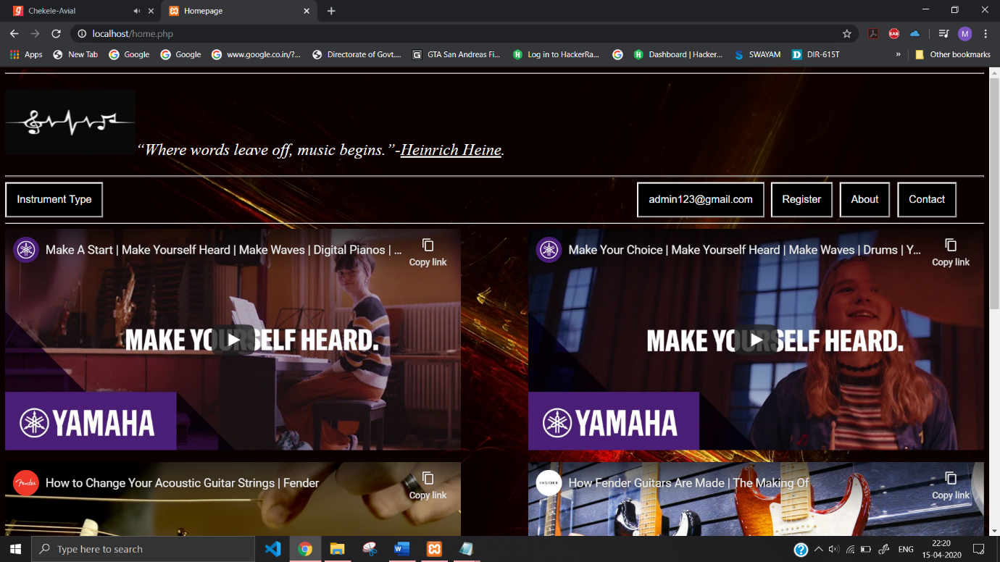 Chekele-Avial
Homepage
localhost/home.php
Apps
New Tab
Google
Google
www.google.co.in/?...
Directorate of Govt....
GTA San Andreas Fi...
Log in to HackerRa...
Dashboard | Hacker...
SWAYAM
DIR-615T
»
Other bookmarks
“Where words leave off, music begins.”-Heinrich Heine.
Instrument Type
admin123@gmail.com
Register
About
Contact
Make A Start | Make Yourself Heard | Make Waves | Digital Pianos | ...
Copy link
Make Your Choice | Make Yourself Heard | Make Waves | Drums | Y...
Copy link
MAKE YOURSELF HEARD.
MAKE YOURSELF HEARD.
YAMAHA
YAMAHA
Fender
How to Change Your Acoustic Guitar Strings | Fender
Copy link
INSIDER
How Fender Guitars Are Made | The Making Of
Copy link
Type here to search
ENG
22:20
15-04-2020